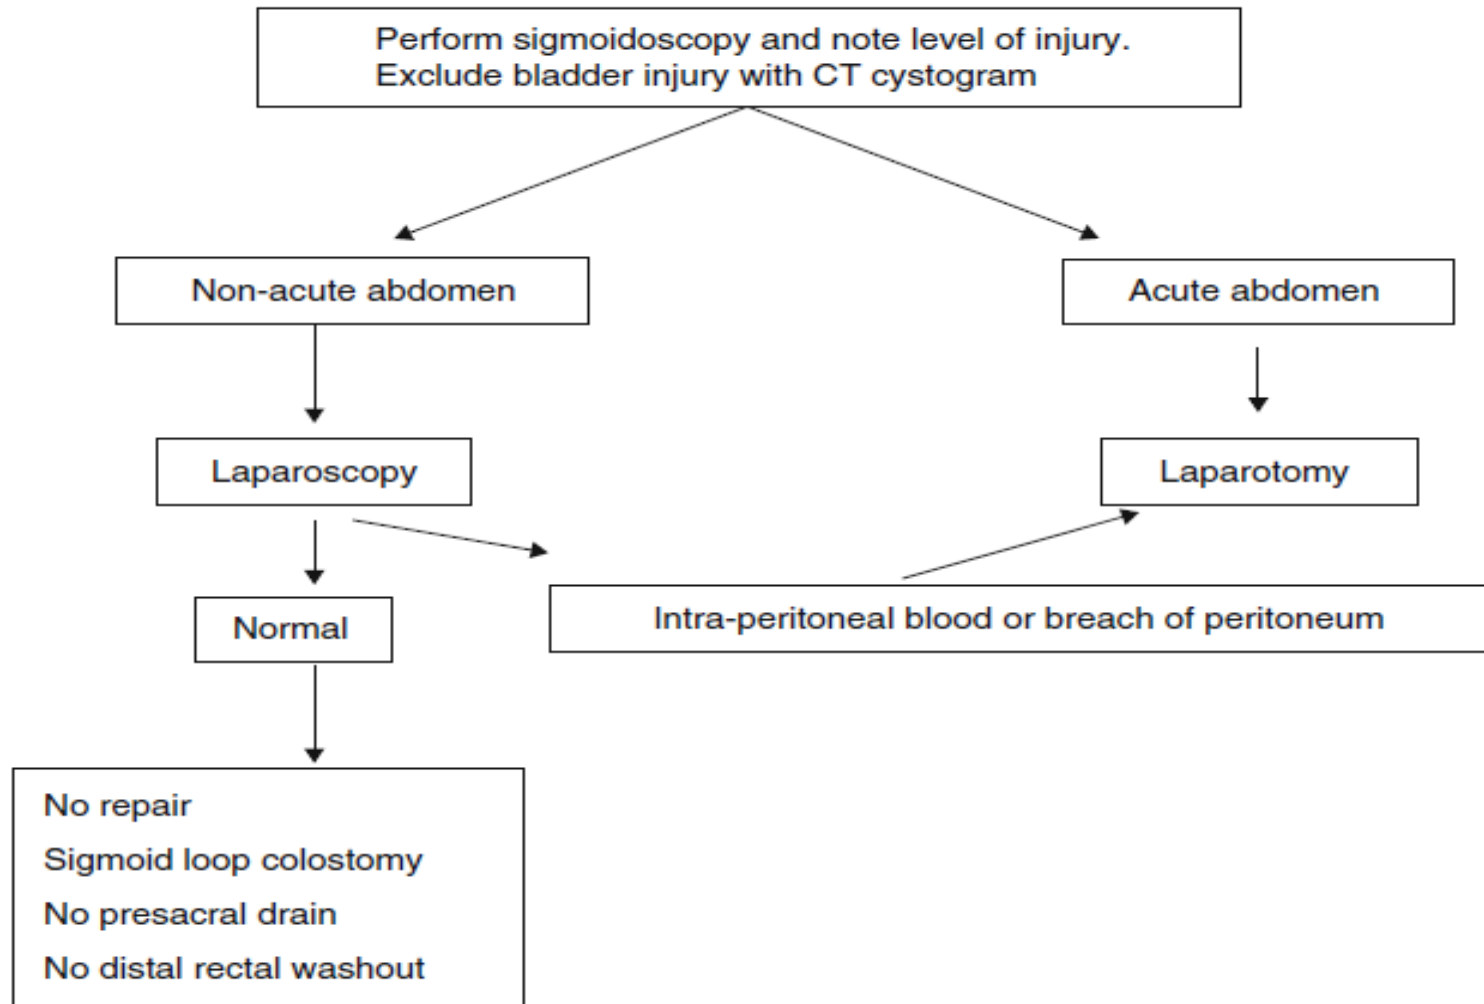 Perform sigmoidoscopy and note level of injury.
Exclude bladder injury with CT cystogram
Non-acute abdomen
Acute abdomen
Laparoscopy
Laparotomy
Normal
Intra-peritoneal blood or breach of peritoneum
No repair
Sigmoid loop colostomy
No presacral drain
No distal rectal washout